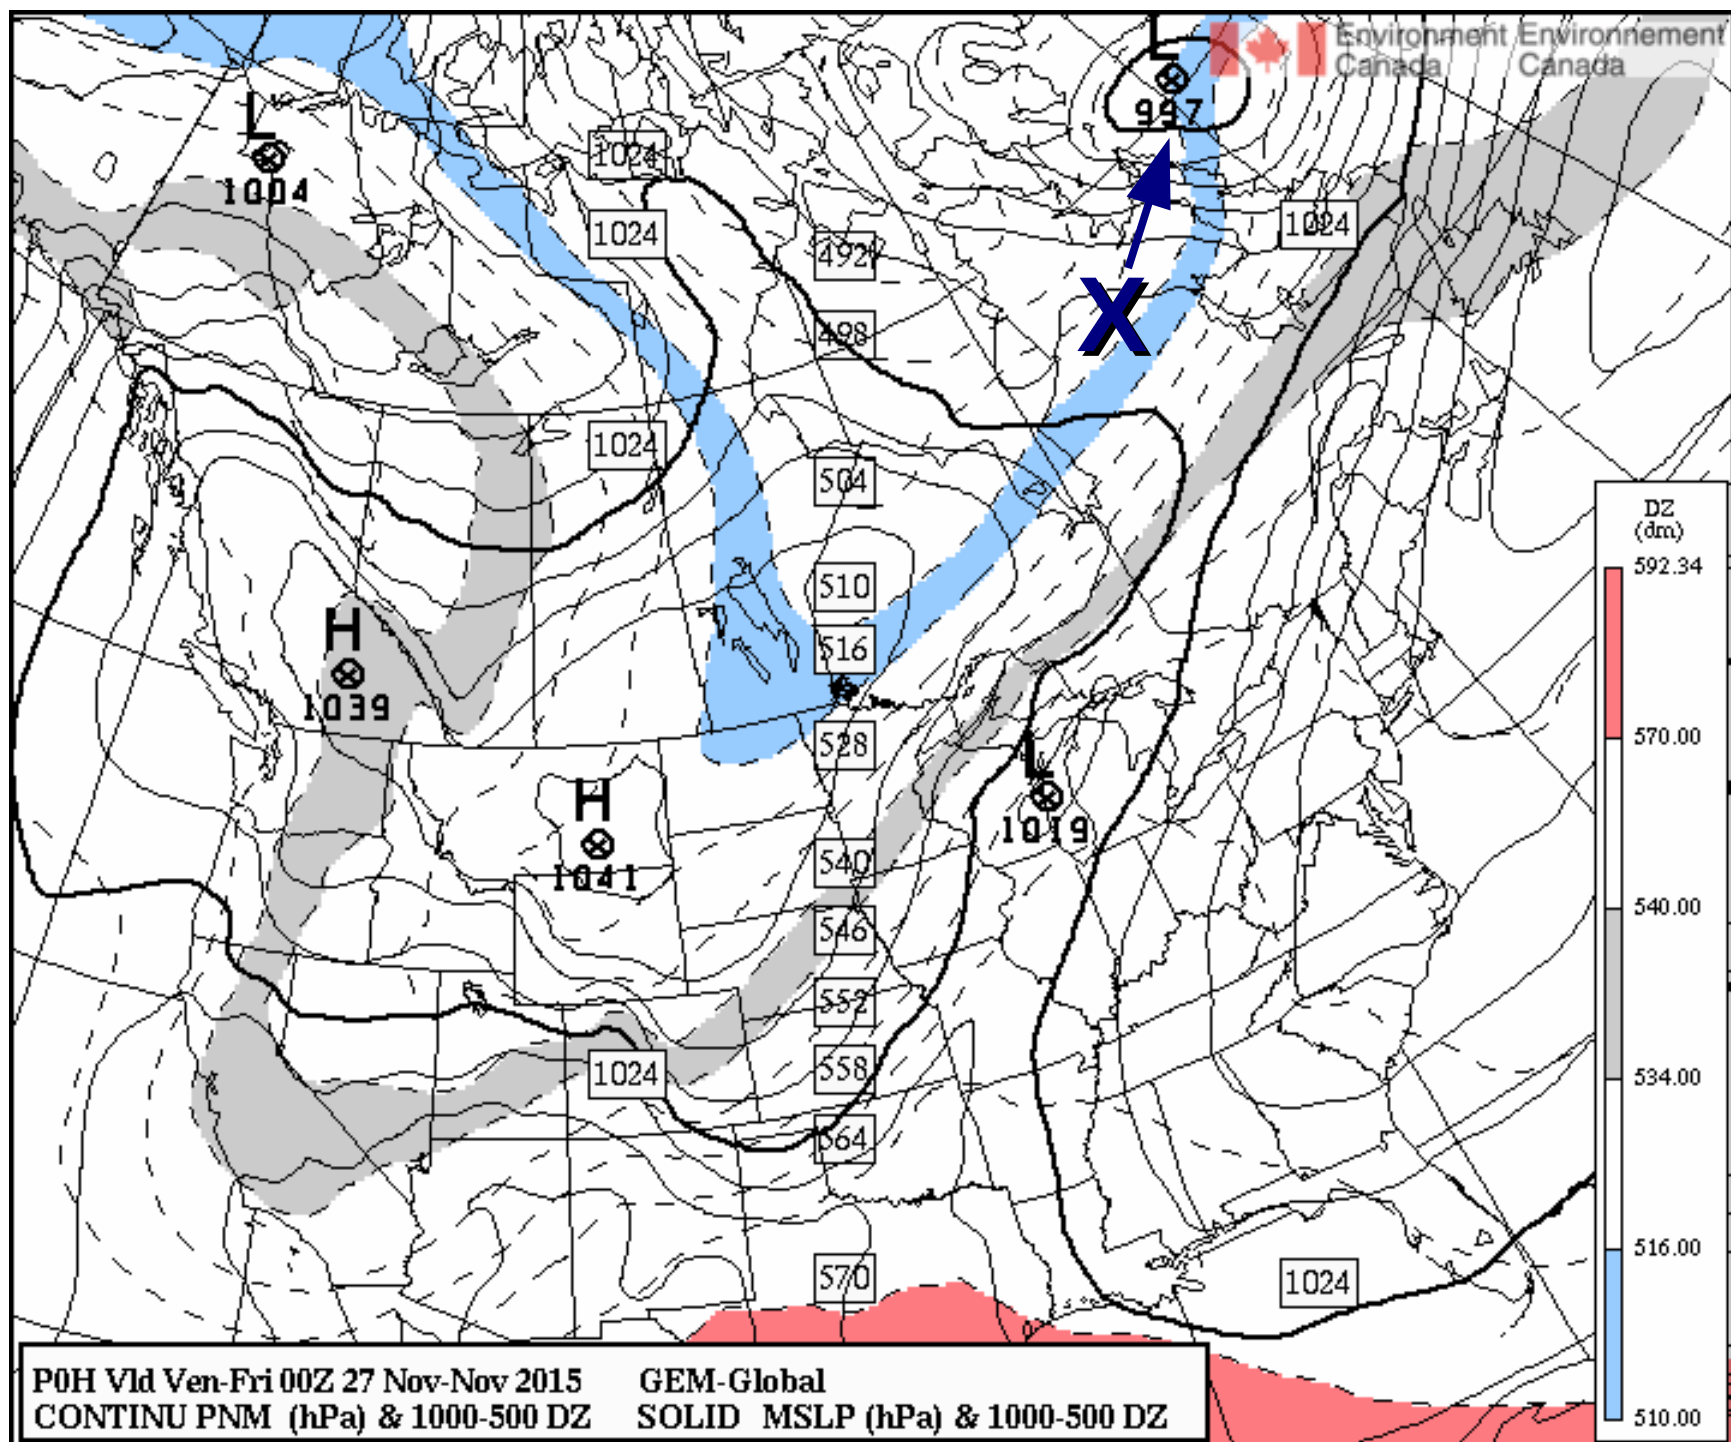 Environment Environnement
Canada Canada
L
997
L
1004
1024
1024
1024
492
X
498
1024
504
DZ
(dm)
592.34
510
H
1039
516
528
570.00
L
1019
H
1041
540
540.00
546
552
1024
558
534.00
564
516.00
570
1024
510.00
P0H Vld Ven-Fri 00Z 27 Nov-Nov 2015 GEM-Global
CONTINU PNM (hPa) & 1000-500 DZ SOLID MSLP (hPa) & 1000-500 DZ